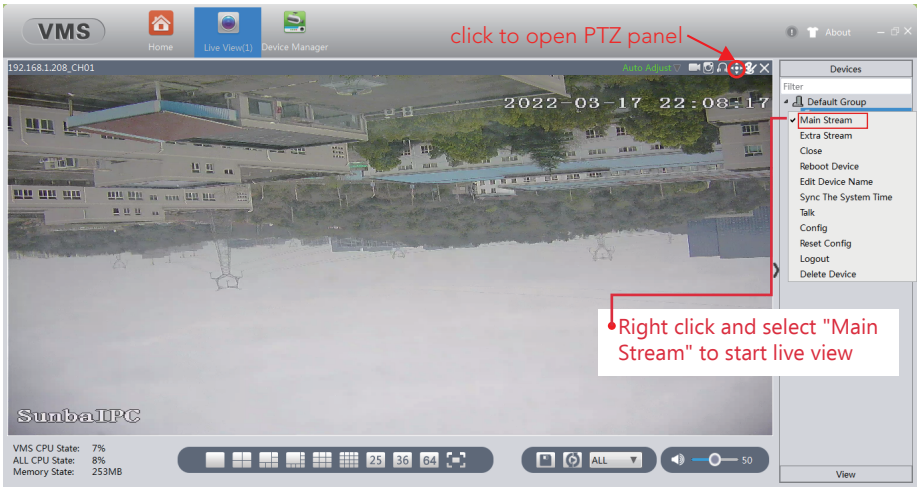 VMS
Home
Live View(1)
Device Manager
click to open PTZ panel
About
192.168.1.208_CH01
Auto Adjust
Devices
Filter
2022-03-17 22:08:17
Default Group
Main Stream
Extra Stream
Close
Reboot Device
Edit Device Name
Sync The System Time
Talk
Config
Reset Config
Logout
Delete Device
Right click and select "Main
Stream" to start live view
SunbaIPC
VMS CPU State: 7%
ALL CPU State: 8%
Memory State: 253MB
25 36 64
ALL
50
View